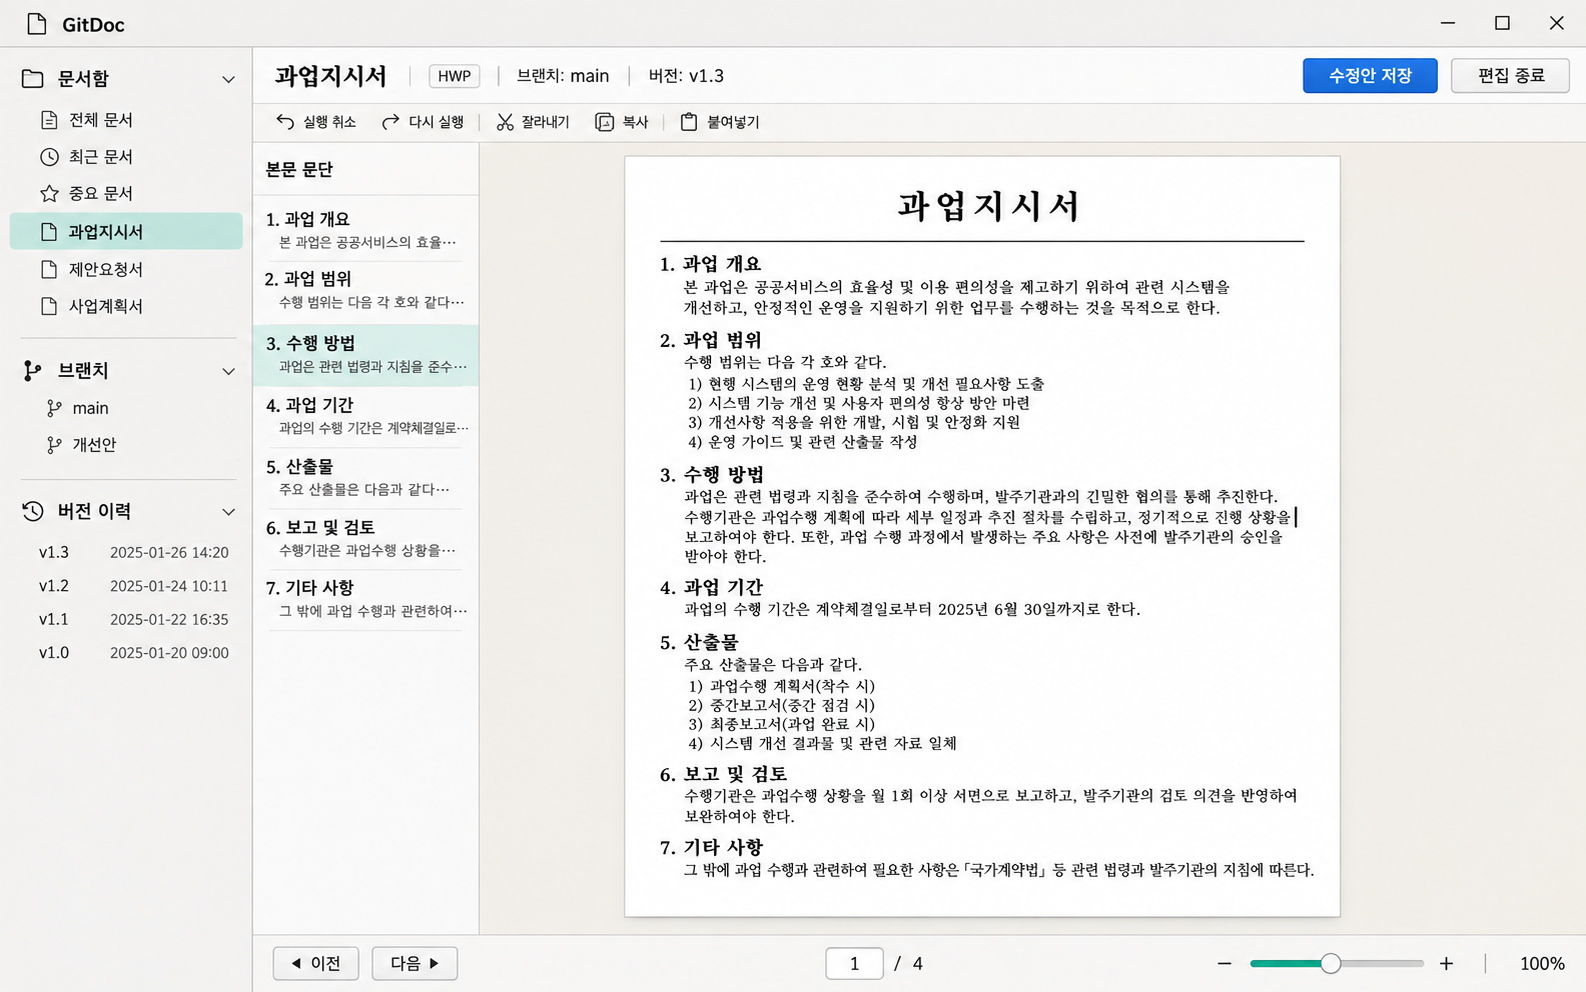 GitDoc
문서함
전체 문서
최근 문서
중요 문서
과업지시서
제안요청서
사업계획서
브랜치
main
개선안
버전 이력
v1.3 2025-01-26 14:20
v1.2 2025-01-24 10:11
v1.1 2025-01-22 16:35
v1.0 2025-01-20 09:00
과업지시서 HWP 브랜치: main 버전: v1.3 수정안 저장 편집 종료
실행 취소 다시 실행 잘라내기 복사 붙여넣기
본문 문단
1. 과업 개요
본 과업은 공공서비스의 효율…
2. 과업 범위
수행 범위는 다음 각 호와 같다…
3. 수행 방법
과업은 관련 법령과 지침을 준수…
4. 과업 기간
과업의 수행 기간은 계약체결일로…
5. 산출물
주요 산출물은 다음과 같다…
6. 보고 및 검토
수행기관은 과업수행 상황을…
7. 기타 사항
그 밖에 과업 수행과 관련하여…
과업지시서
1. 과업 개요
본 과업은 공공서비스의 효율성 및 이용 편의성을 제고하기 위하여 관련 시스템을
개선하고, 안정적인 운영을 지원하기 위한 업무를 수행하는 것을 목적으로 한다.
2. 과업 범위
수행 범위는 다음 각 호와 같다.
1) 현행 시스템의 운영 현황 분석 및 개선 필요사항 도출
2) 시스템 기능 개선 및 사용자 편의성 향상 방안 마련
3) 개선사항 적용을 위한 개발, 시험 및 안정화 지원
4) 운영 가이드 및 관련 산출물 작성
3. 수행 방법
과업은 관련 법령과 지침을 준수하여 수행하며, 발주기관과의 긴밀한 협의를 통해 추진한다.
수행기관은 과업수행 계획에 따라 세부 일정과 추진 절차를 수립하고, 정기적으로 진행 상황을
보고하여야 한다. 또한, 과업 수행 과정에서 발생하는 주요 사항은 사전에 발주기관의 승인을
받아야 한다.
4. 과업 기간
과업의 수행 기간은 계약체결일로부터 2025년 6월 30일까지로 한다.
5. 산출물
주요 산출물은 다음과 같다.
1) 과업수행 계획서(착수 시)
2) 중간보고서(중간 점검 시)
3) 최종보고서(과업 완료 시)
4) 시스템 개선 결과물 및 관련 자료 일체
6. 보고 및 검토
수행기관은 과업수행 상황을 월 1회 이상 서면으로 보고하고, 발주기관의 검토 의견을 반영하여
보완하여야 한다.
7. 기타 사항
그 밖에 과업 수행과 관련하여 필요한 사항은 「국가계약법」 등 관련 법령과 발주기관의 지침에 따른다.
◀ 이전 다음 ▶ 1 / 4 − + 100%